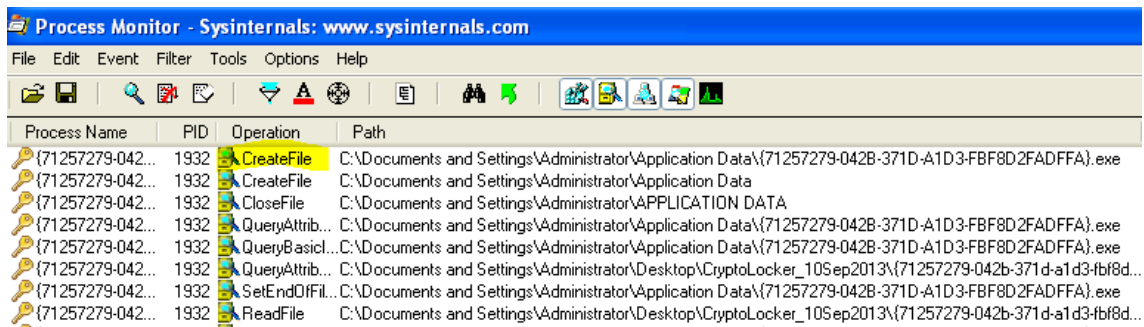 Process Monitor - Sysinternals: www.sysinternals.com
File Edit Event Filter Tools Options Help
Process Name PID Operation Path
{71257279-042... 1932 CreateFile C:\Documents and Settings\Administrator\Application Data\{71257279-042B-371D-A1D3-FBF8D2FADFFA}.exe
{71257279-042... 1932 CreateFile C:\Documents and Settings\Administrator\Application Data
{71257279-042... 1932 CloseFile C:\Documents and Settings\Administrator\APPLICATION DATA
{71257279-042... 1932 QueryAttrib... C:\Documents and Settings\Administrator\Application Data\{71257279-042B-371D-A1D3-FBF8D2FADFFA}.exe
{71257279-042... 1932 QueryBasicI... C:\Documents and Settings\Administrator\Application Data\{71257279-042B-371D-A1D3-FBF8D2FADFFA}.exe
{71257279-042... 1932 QueryAttrib... C:\Documents and Settings\Administrator\Desktop\CryptoLocker_10Sep2013\{71257279-042b-371d-a1d3-fbf8d...
{71257279-042... 1932 SetEndOfFil... C:\Documents and Settings\Administrator\Application Data\{71257279-042B-371D-A1D3-FBF8D2FADFFA}.exe
{71257279-042... 1932 ReadFile C:\Documents and Settings\Administrator\Desktop\CryptoLocker_10Sep2013\{71257279-042b-371d-a1d3-fbf8d...